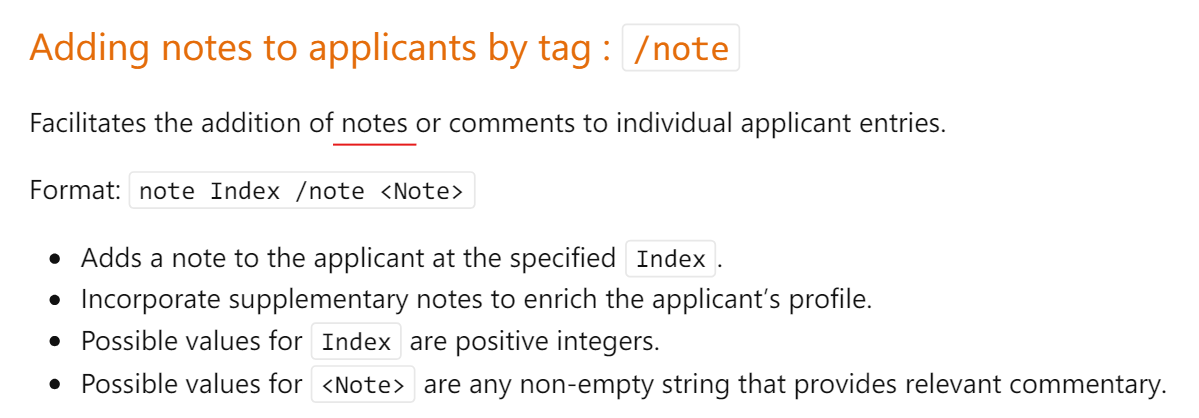 Adding notes to applicants by tag : /note
Facilitates the addition of notes or comments to individual applicant entries.
Format: note Index /note <Note>
• Adds a note to the applicant at the specified Index.
• Incorporate supplementary notes to enrich the applicant’s profile.
• Possible values for Index are positive integers.
• Possible values for <Note> are any non-empty string that provides relevant commentary.